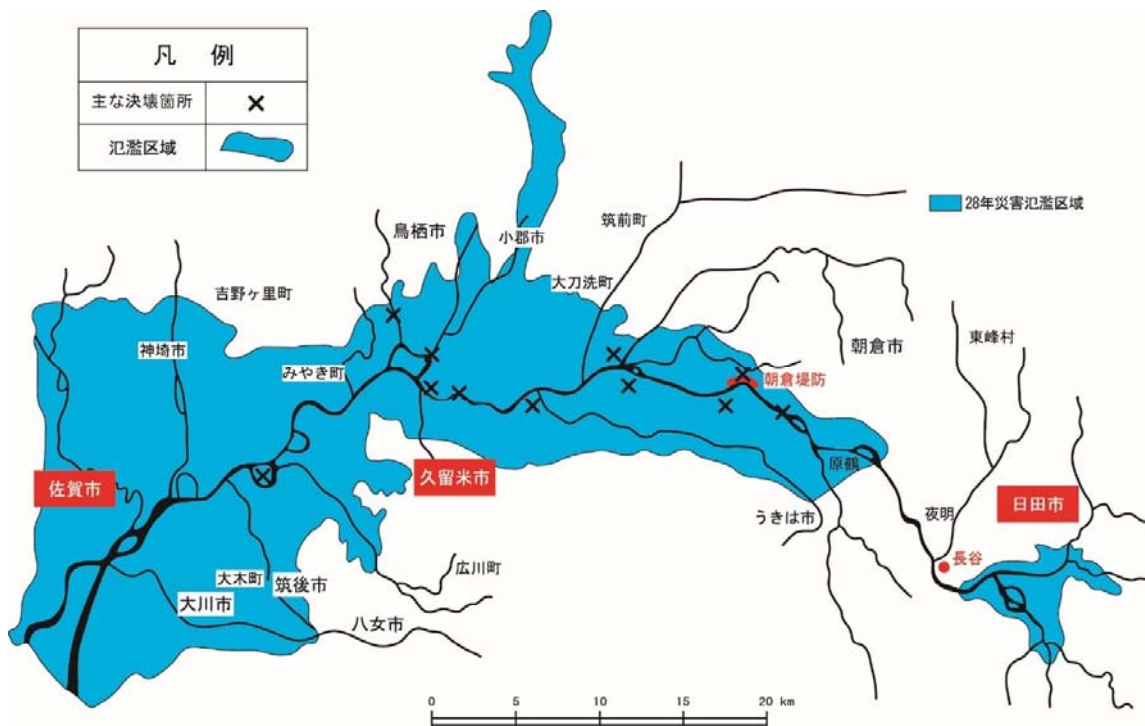 凡 例
主な決壊箇所
氾濫区域
28年災害氾濫区域
鳥栖市
小郡市
筑前町
大刀洗町
吉野ヶ里町
神埼市
みやき町
東峰村
朝倉市
朝倉堤防
佐賀市
久留米市
原鶴
うきは市
夜明
日田市
長谷
大木町
筑後市
広川町
大川市
八女市
0 5 10 15 20 km